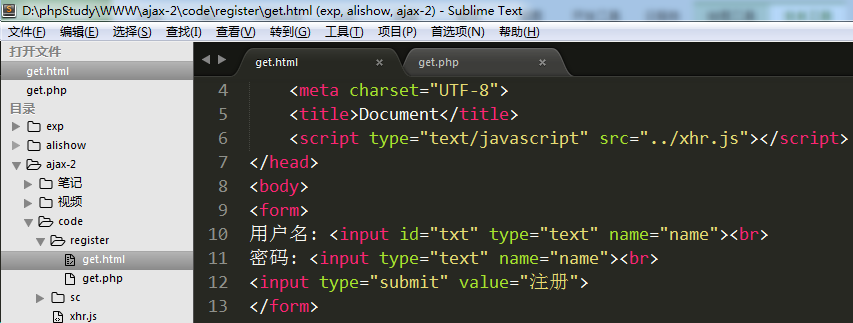 D:\phpStudy\WWW\ajax-2\code\register\get.html (exp, alishow, ajax-2) - Sublime Text
文件(F) 编辑(E) 选择(S) 查找(I) 查看(V) 转到(G) 工具(T) 项目(P) 首选项(N) 帮助(H)
打开文件
get.html
get.php
目录
exp
alishow
ajax-2
笔记
视频
code
register
get.html
get.php
sc
xhr.js
get.html × get.php ×
4 <meta charset="UTF-8">
5 <title>Document</title>
6 <script type="text/javascript" src="../xhr.js"></script>
7 </head>
8 <body>
9 <form>
10 用户名: <input id="txt" type="text" name="name"><br>
11 密码: <input type="text" name="name"><br>
12 <input type="submit" value="注册">
13 </form>